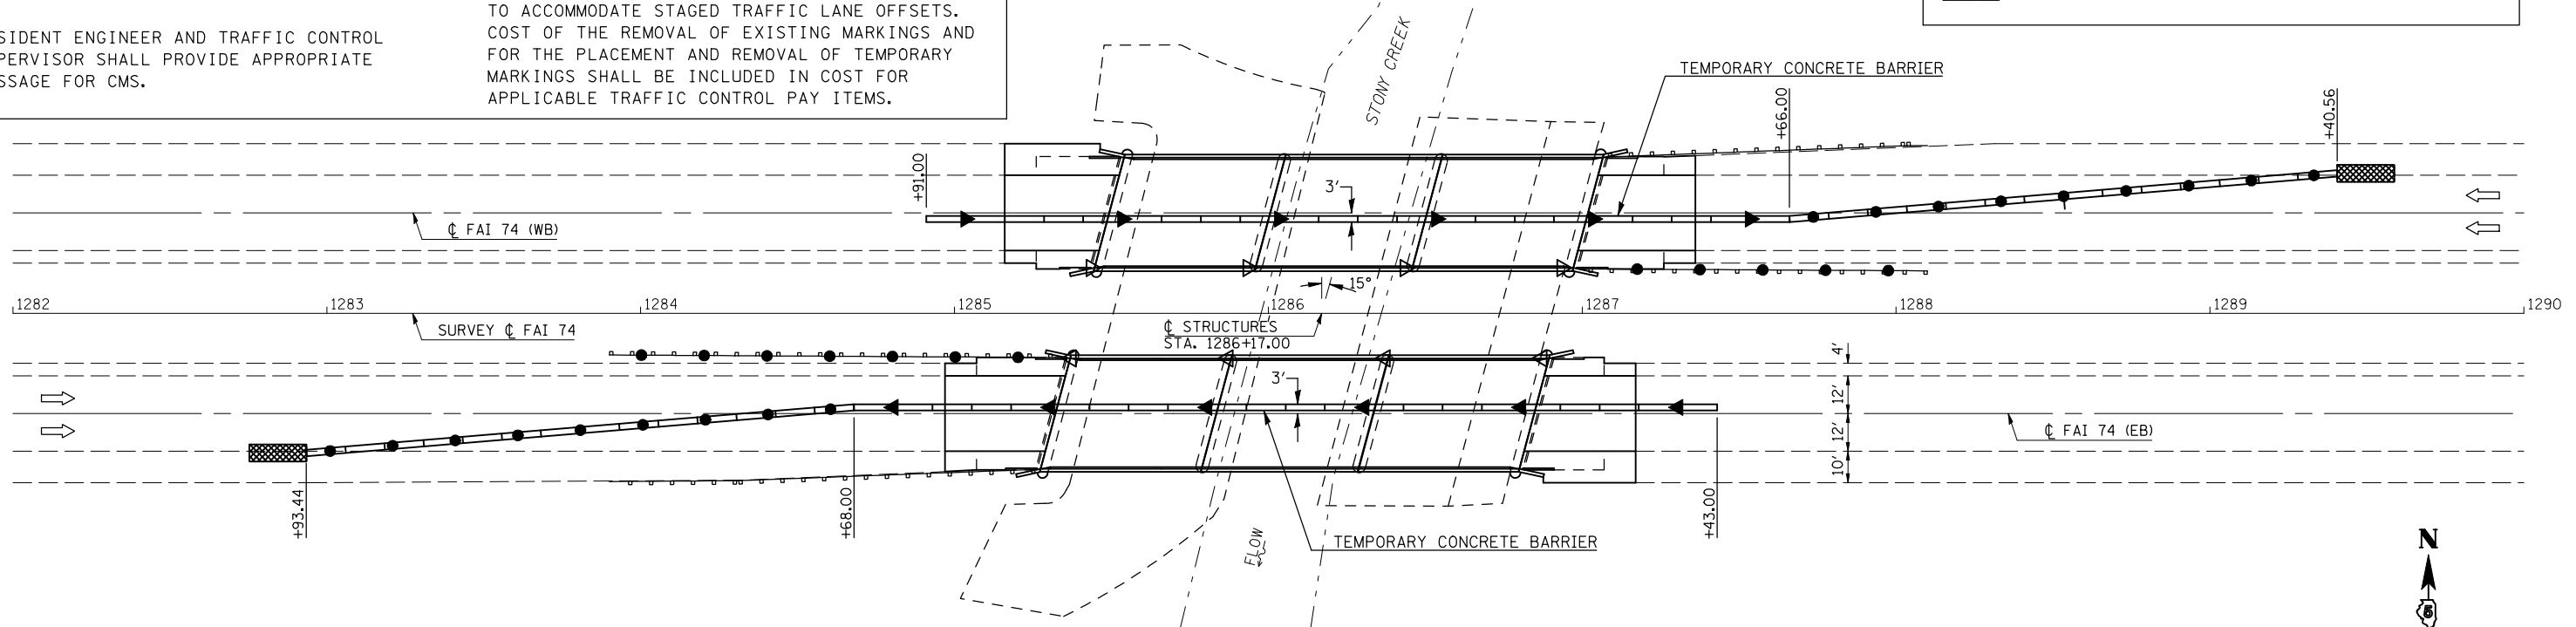 SIDENT ENGINEER AND TRAFFIC CONTROL
PERVISOR SHALL PROVIDE APPROPRIATE
SSAGE FOR CMS.
TO ACCOMMODATE STAGED TRAFFIC LANE OFFSETS.
COST OF THE REMOVAL OF EXISTING MARKINGS AND
FOR THE PLACEMENT AND REMOVAL OF TEMPORARY
MARKINGS SHALL BE INCLUDED IN COST FOR
APPLICABLE TRAFFIC CONTROL PAY ITEMS.
STONY CREEK
TEMPORARY CONCRETE BARRIER
+91.00
+66.00
+40.56
3'
℄ FAI 74 (WB)
15°
1282
1283
1284
1285
1286
1287
1288
1289
1290
SURVEY ℄ FAI 74
℄ STRUCTURES
STA. 1286+17.00
3'
4'
12'
12'
10'
℄ FAI 74 (EB)
+93.44
+68.00
+43.00
FLOW
TEMPORARY CONCRETE BARRIER
N
5